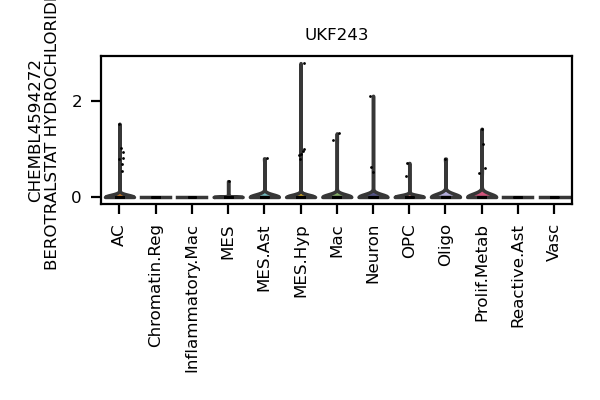 UKF243
CHEMBL4594272
BEROTRALSTAT HYDROCHLORIDE
2
0
AC
Chromatin.Reg
Inflammatory.Mac
MES
MES.Ast
MES.Hyp
Mac
Neuron
OPC
Oligo
Prolif.Metab
Reactive.Ast
Vasc